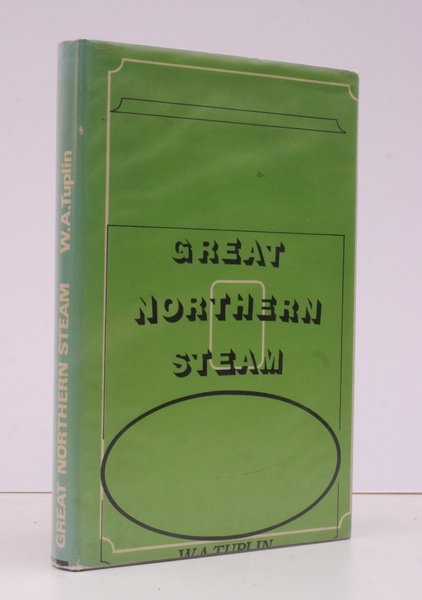 GREAT NORTHERN STEAM W.A.Tuplin
GREAT
NORTHERN
STEAM
W.A.TUPLIN